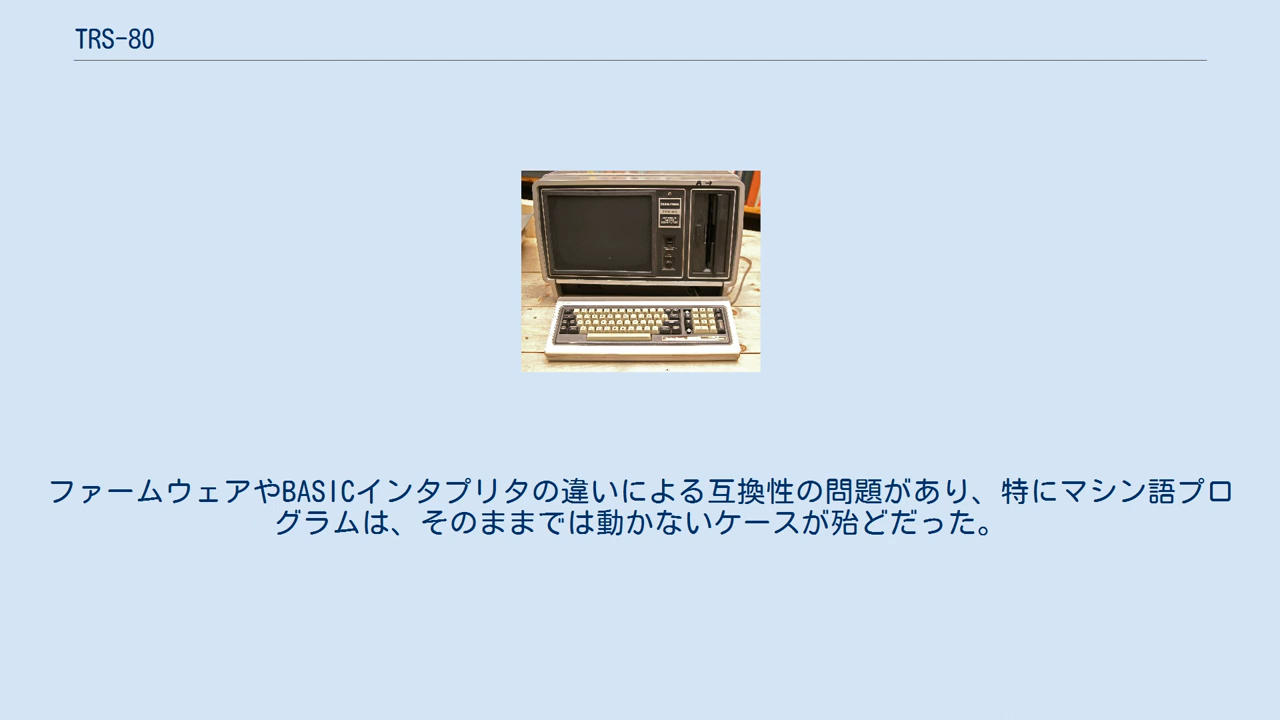 TRS-80
ファームウェアやBASICインタプリタの違いによる互換性の問題があり、特にマシン語プロ
グラムは、そのままでは動かないケースが殆どだった。